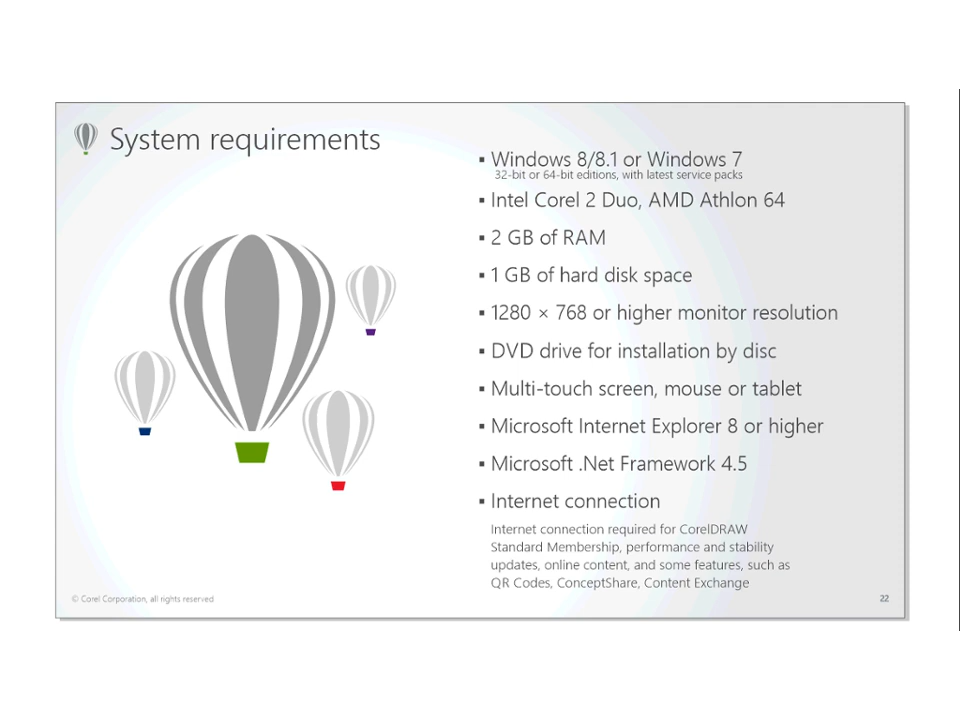 System requirements
▪ Windows 8/8.1 or Windows 7
32-bit or 64-bit editions, with latest service packs
▪ Intel Corel 2 Duo, AMD Athlon 64
▪ 2 GB of RAM
▪ 1 GB of hard disk space
▪ 1280 × 768 or higher monitor resolution
▪ DVD drive for installation by disc
▪ Multi-touch screen, mouse or tablet
▪ Microsoft Internet Explorer 8 or higher
▪ Microsoft .Net Framework 4.5
▪ Internet connection
Internet connection required for CorelDRAW
Standard Membership, performance and stability
updates, online content, and some features, such as
QR Codes, ConceptShare, Content Exchange
© Corel Corporation, all rights reserved
22